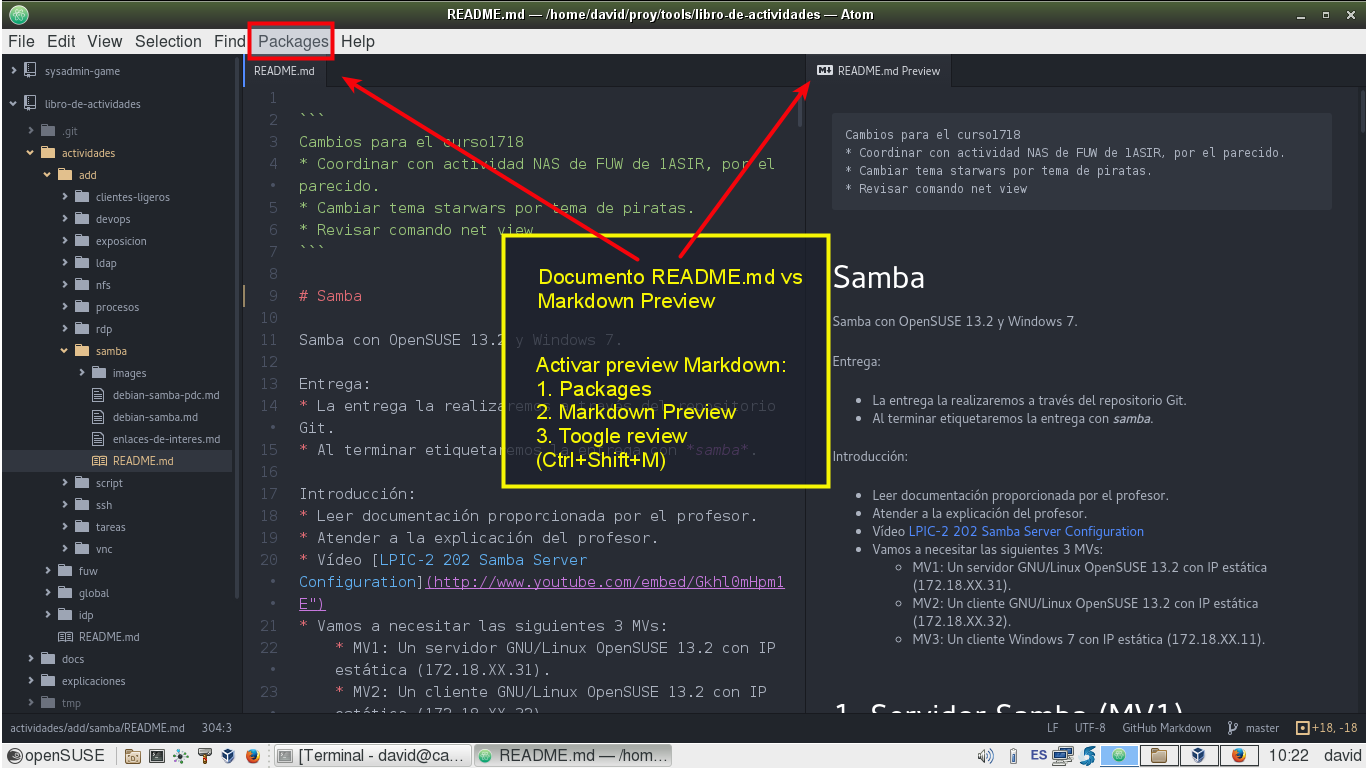 README.md — /home/david/proy/tools/libro-de-actividades — Atom
File Edit View Selection Find Packages Help
sysadmin-game
libro-de-actividades
.git
actividades
add
clientes-ligeros
devops
exposicion
ldap
nfs
procesos
rdp
samba
images
debian-samba-pdc.md
debian-samba.md
enlaces-de-interes.md
README.md
script
ssh
tareas
vnc
fuw
global
idp
README.md
docs
explicaciones
tmp
README.md
1
2 ```
3 Cambios para el curso1718
4 * Coordinar con actividad NAS de FUW de 1ASIR, por el
• parecido.
5 * Cambiar tema starwars por tema de piratas.
6 * Revisar comando net view
7 ```
8
9 # Samba
10
11 Samba con OpenSUSE 13.2 y Windows 7.
12
13 Entrega:
14 * La entrega la realizaremos a través del repositorio
• Git.
15 * Al terminar etiquetaremos la entrega con *samba*.
16
17 Introducción:
18 * Leer documentación proporcionada por el profesor.
19 * Atender a la explicación del profesor.
20 * Vídeo [LPIC-2 202 Samba Server
• Configuration](http://www.youtube.com/embed/Gkhl0mHpm1
• E")
21 * Vamos a necesitar las siguientes 3 MVs:
22 * MV1: Un servidor GNU/Linux OpenSUSE 13.2 con IP
• estática (172.18.XX.31).
23 * MV2: Un cliente GNU/Linux OpenSUSE 13.2 con IP
• estática (172.18.XX.32).
Documento README.md vs
Markdown Preview
Activar preview Markdown:
1. Packages
2. Markdown Preview
3. Toogle review
(Ctrl+Shift+M)
README.md Preview
Cambios para el curso1718
* Coordinar con actividad NAS de FUW de 1ASIR, por el parecido.
* Cambiar tema starwars por tema de piratas.
* Revisar comando net view
Samba
Samba con OpenSUSE 13.2 y Windows 7.
Entrega:
• La entrega la realizaremos a través del repositorio Git.
• Al terminar etiquetaremos la entrega con samba.
Introducción:
• Leer documentación proporcionada por el profesor.
• Atender a la explicación del profesor.
• Vídeo LPIC-2 202 Samba Server Configuration
• Vamos a necesitar las siguientes 3 MVs:
◦ MV1: Un servidor GNU/Linux OpenSUSE 13.2 con IP estática
(172.18.XX.31).
◦ MV2: Un cliente GNU/Linux OpenSUSE 13.2 con IP estática
(172.18.XX.32).
◦ MV3: Un cliente Windows 7 con IP estática (172.18.XX.11).
1. Servidor Samba (MV1)
actividades/add/samba/README.md 304:3 LF UTF-8 GitHub Markdown master +18, -18
openSUSE [Terminal - david@ca... README.md — /hom... ES 10:22 david